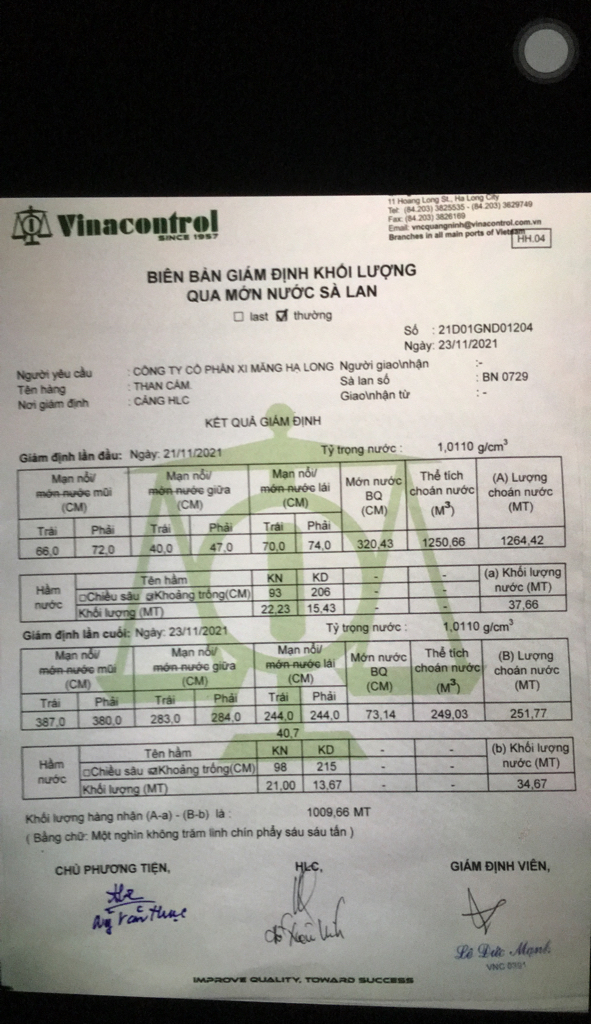 Vinacontrol
SINCE 1957
11 Hoang Long St., Ha Long City
Tel: (84.203) 3825535 - (84.203) 3629749
Fax: (84.203) 3826169
Email: vncquangninh@vinacontrol.com.vn
Branches in all main ports of Vietnam
HH.04
BIÊN BẢN GIÁM ĐỊNH KHỐI LƯỢNG
QUA MỚN NƯỚC SÀ LAN
last thường
Số : 21D01GND01204
Ngày: 23/11/2021
Người yêu cầu : CÔNG TY CỔ PHẦN XI MĂNG HẠ LONG Người giao\nhận :-
Tên hàng : THAN CÁM. Sà lan số : BN 0729
Nơi giám định : CẢNG HLC Giao\nhận từ : -
KẾT QUẢ GIÁM ĐỊNH
Giám định lần đầu: Ngày: 21/11/2021 Tỷ trọng nước : 1,0110 g/cm³
Mạn nổi/ mớn nước mũi (CM) Mạn nổi/ mớn nước giữa (CM) Mạn nổi/ mớn nước lái (CM) Mớn nước BQ (CM) Thể tích choán nước (M³) (A) Lượng choán nước (MT)
Trái Phải Trái Phải Trái Phải
66,0 72,0 40,0 47,0 70,0 74,0 320,43 1250,66 1264,42
Hầm nước Tên hầm KN KD - - (a) Khối lượng nước (MT)
Chiều sâu Khoảng trống(CM) 93 206 - -
Khối lượng (MT) 22,23 15,43 - - 37,66
Giám định lần cuối: Ngày: 23/11/2021 Tỷ trọng nước : 1,0110 g/cm³
Mạn nổi/ mớn nước mũi (CM) Mạn nổi/ mớn nước giữa (CM) Mạn nổi/ mớn nước lái (CM) Mớn nước BQ (CM) Thể tích choán nước (M³) (B) Lượng choán nước (MT)
Trái Phải Trái Phải Trái Phải
387,0 380,0 283,0 284,0 244,0 244,0 73,14 249,03 251,77
40,7
Hầm nước Tên hầm KN KD - - (b) Khối lượng nước (MT)
Chiều sâu Khoảng trống(CM) 98 215 - -
Khối lượng (MT) 21,00 13,67 - - 34,67
Khối lượng hàng nhận (A-a) - (B-b) là : 1009,66 MT
( Bằng chữ: Một nghìn không trăm linh chín phẩy sáu sáu tấn )
CHỦ PHƯƠNG TIỆN, HLC, GIÁM ĐỊNH VIÊN,
Lê Đức Mạnh
IMPROVE QUALITY, TOWARD SUCCESS